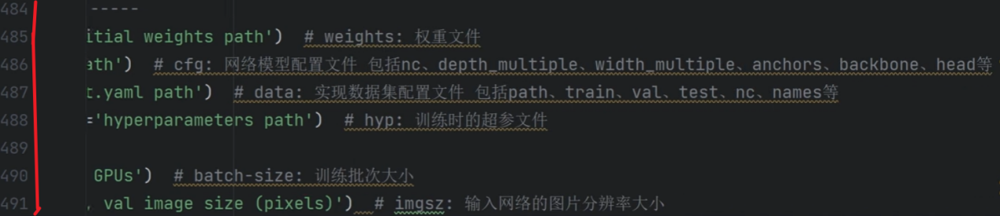 484 -----
485 itial weights path') # weights: 权重文件
486 ath') # cfg: 网络模型配置文件 包括nc、depth_multiple、width_multiple、anchors、backbone、head等
487 t.yaml path') # data: 实现数据集配置文件 包括path、train、val、test、nc、names等
488 ='hyperparameters path') # hyp: 训练时的超参文件
489
490 GPUs') # batch-size: 训练批次大小
491 , val image size (pixels)') # imgsz: 输入网络的图片分辨率大小